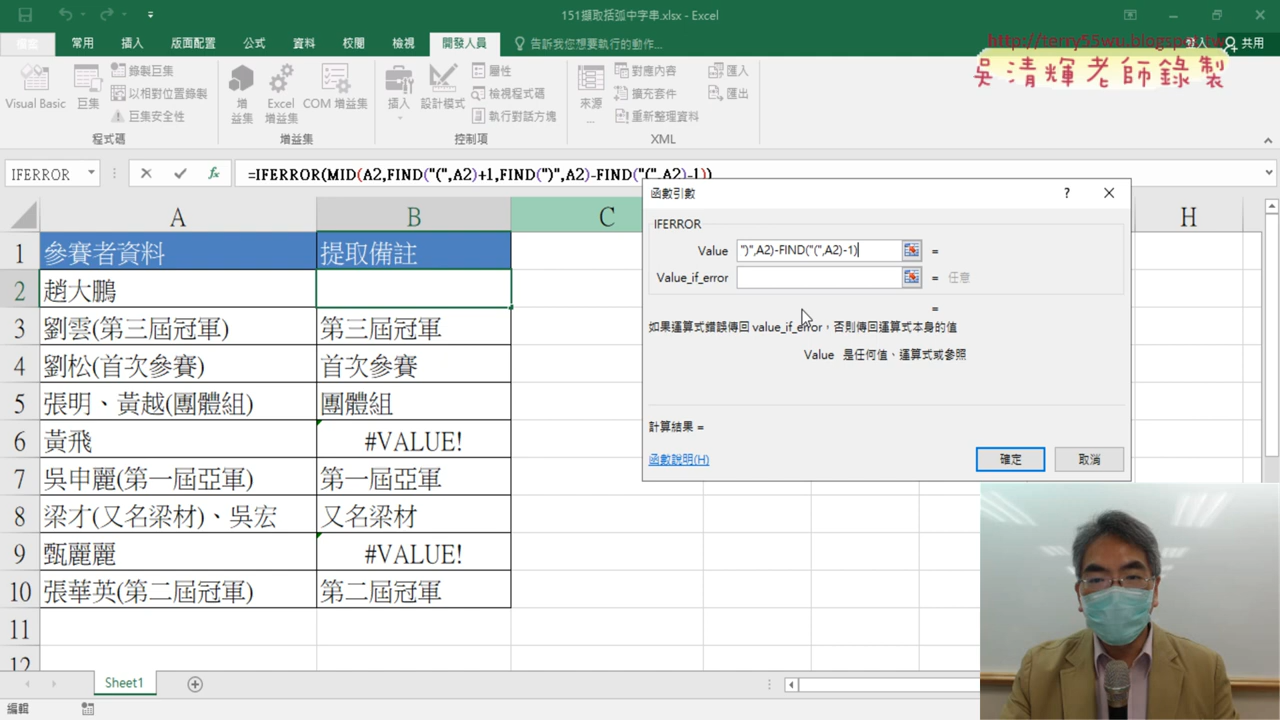 151擷取括弧中字串.xlsx - Excel
http://terry55wu.blogspot.tw
吳清輝老師錄製
檔案 常用 插入 版面配置 公式 資料 校閱 檢視 開發人員 告訴我您想要執行的動作... 登入 共用
Visual Basic 巨集 錄製巨集 以相對位置錄製 巨集安全性
增益集 Excel 增益集 COM 增益集
插入 設計模式 屬性 檢視程式碼 執行對話方塊
來源... 對應內容 擴充套件 重新整理資料 匯入 匯出
程式碼 增益集 控制項 XML
IFERROR =IFERROR(MID(A2,FIND("(",A2)+1,FIND(")",A2)-FIND("(",A2)-1))
A B C H
1 參賽者資料 提取備註
2 趙大鵬
3 劉雲(第三屆冠軍) 第三屆冠軍
4 劉松(首次參賽) 首次參賽
5 張明、黃越(團體組) 團體組
6 黃飛 #VALUE!
7 吳申麗(第一屆亞軍) 第一屆亞軍
8 梁才(又名梁材)、吳宏 又名梁材
9 甄麗麗 #VALUE!
10 張華英(第二屆冠軍) 第二屆冠軍
11
12
函數引數 ?
IFERROR
Value ")",A2)-FIND("(",A2)-1) =
Value_if_error = 任意
=
如果運算式錯誤傳回 value_if_error，否則傳回運算式本身的值
Value 是任何值、運算式或參照
計算結果 =
函數說明(H) 確定 取消
Sheet1
編輯